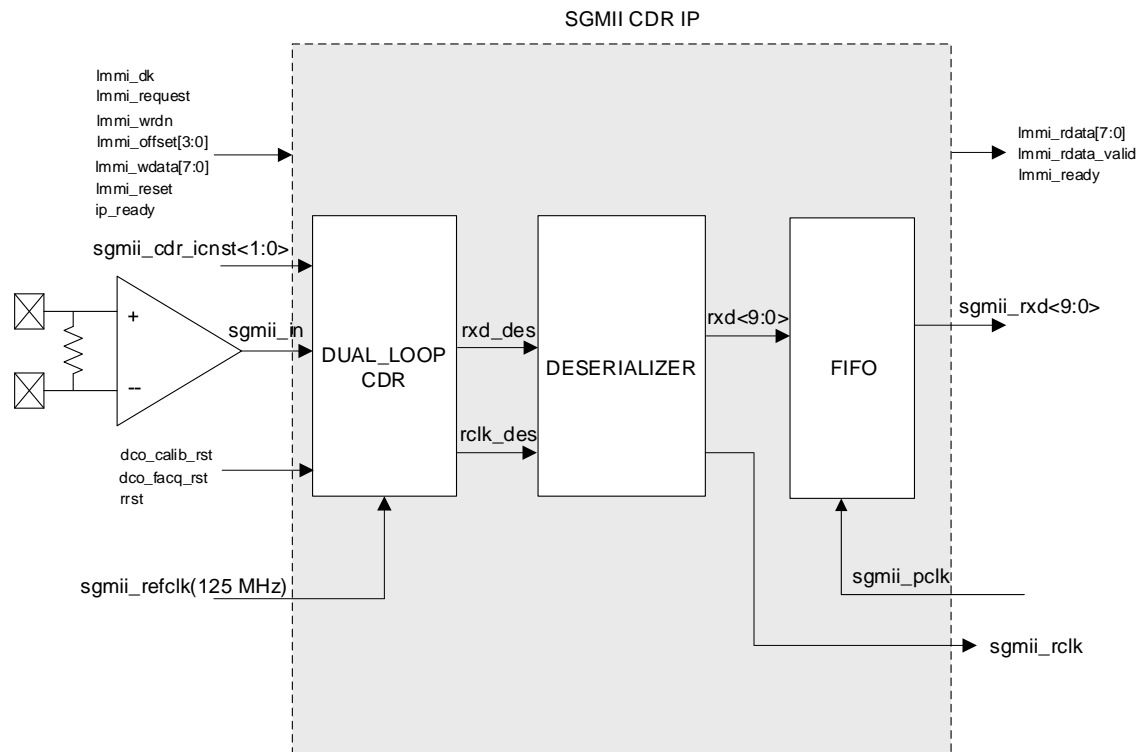 SGMII CDR IP
lmmi_clk
lmmi_request
lmmi_wrdn
lmmi_offset[3:0]
lmmi_wdata[7:0]
lmmi_reset
ip_ready
lmmi_rdata[7:0]
lmmi_rdata_valid
lmmi_ready
sgmii_cdr_icnst<1:0>
+
--
sgmii_in
DUAL_LOOP
CDR
rxd_des
rclk_des
DESERIALIZER
rxd<9:0>
FIFO
sgmii_rxd<9:0>
dco_calib_rst
dco_facq_rst
rrst
sgmii_refclk(125 MHz)
sgmii_pclk
sgmii_rclk